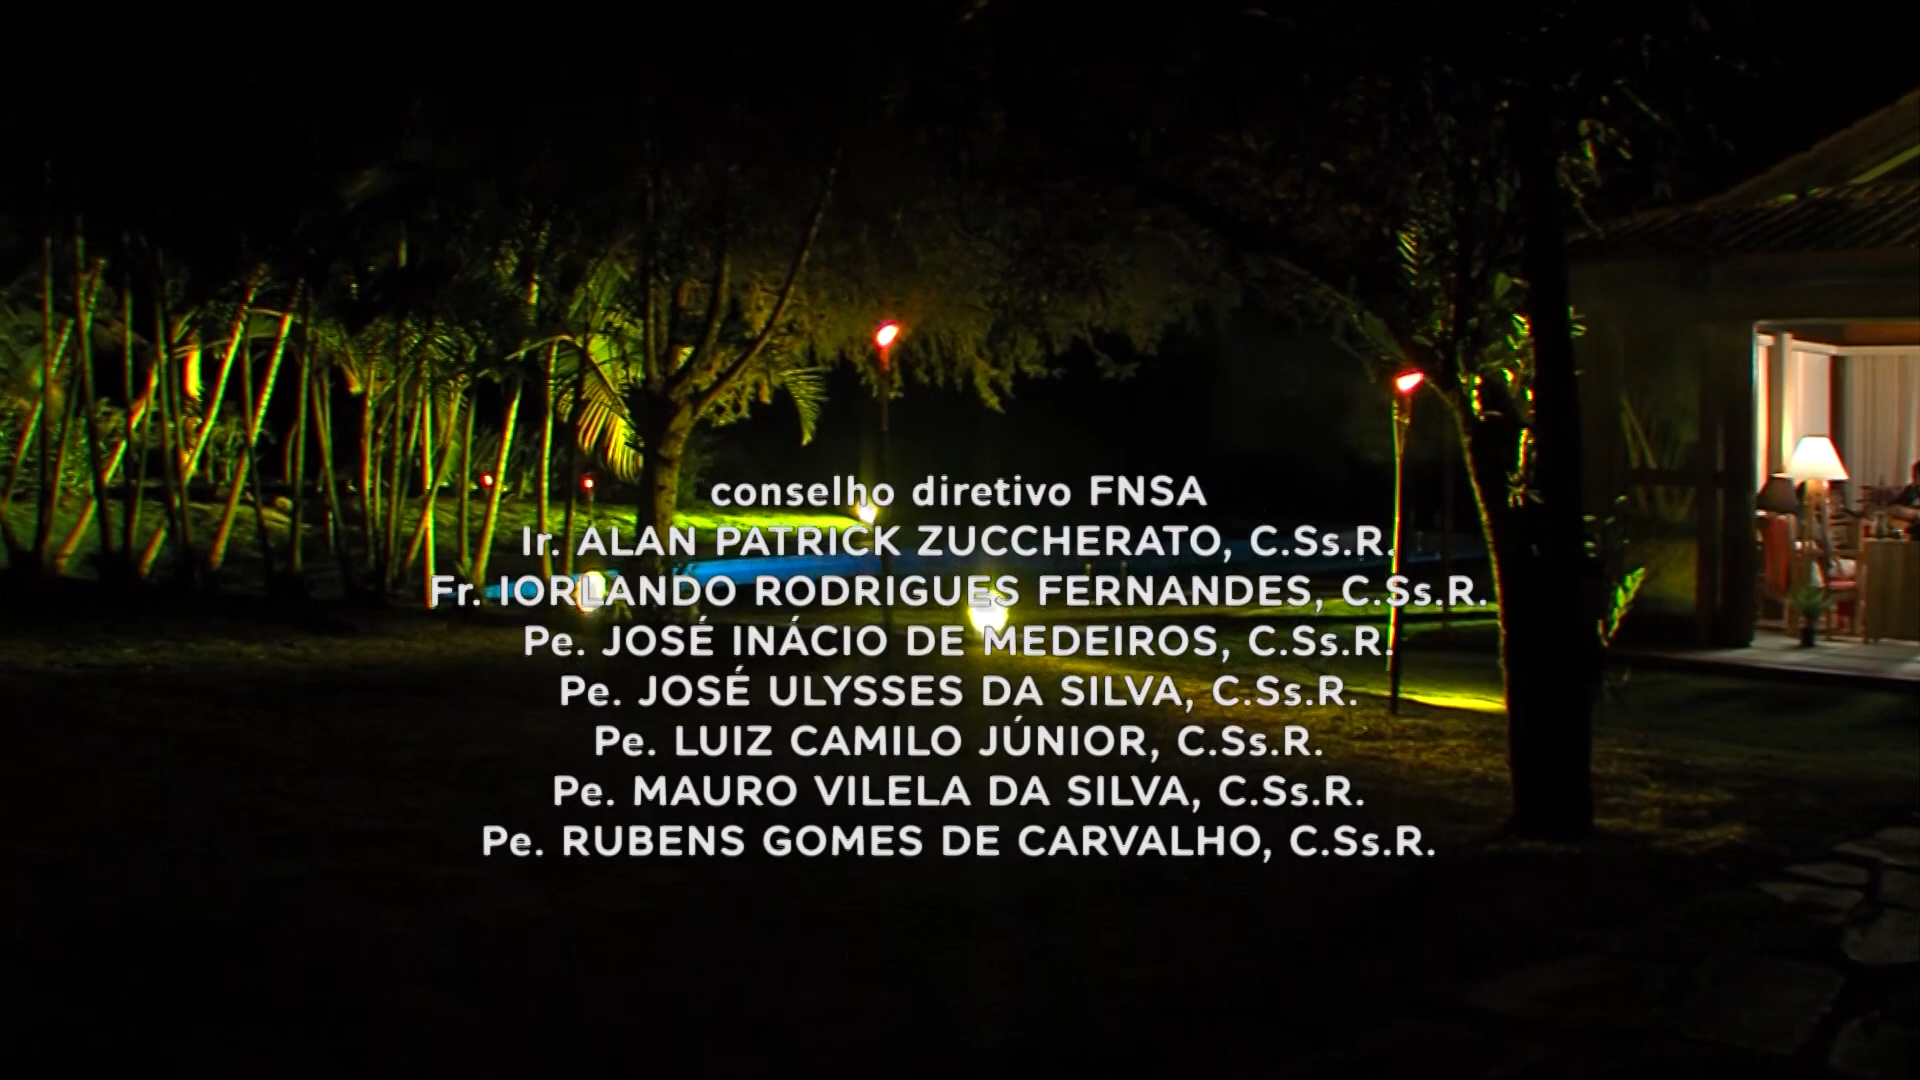 conselho diretivo FNSA
Ir. ALAN PATRICK ZUCCHERATO, C.Ss.R.
Fr. IORLANDO RODRIGUES FERNANDES, C.Ss.R.
Pe. JOSÉ INÁCIO DE MEDEIROS, C.Ss.R.
Pe. JOSÉ ULYSSES DA SILVA, C.Ss.R.
Pe. LUIZ CAMILO JÚNIOR, C.Ss.R.
Pe. MAURO VILELA DA SILVA, C.Ss.R.
Pe. RUBENS GOMES DE CARVALHO, C.Ss.R.